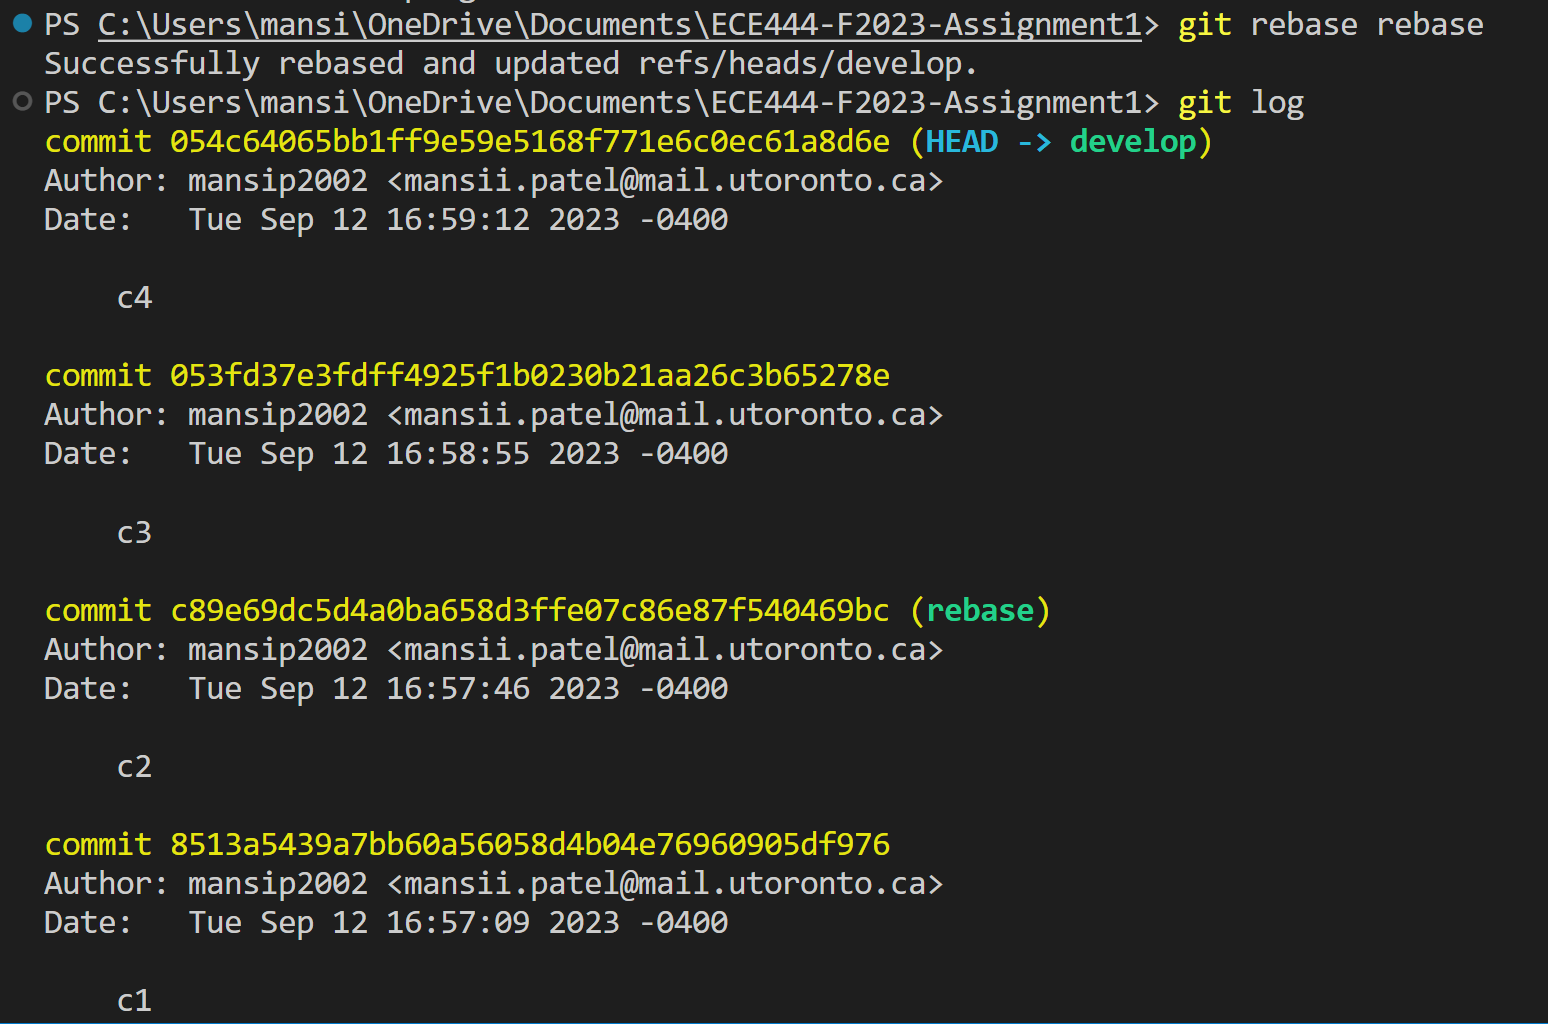 PS C:\Users\mansi\OneDrive\Documents\ECE444-F2023-Assignment1> git rebase rebase
Successfully rebased and updated refs/heads/develop.
PS C:\Users\mansi\OneDrive\Documents\ECE444-F2023-Assignment1> git log
commit 054c64065bb1ff9e59e5168f771e6c0ec61a8d6e (HEAD -> develop)
Author: mansip2002 <mansii.patel@mail.utoronto.ca>
Date:   Tue Sep 12 16:59:12 2023 -0400
c4
commit 053fd37e3fdff4925f1b0230b21aa26c3b65278e
Author: mansip2002 <mansii.patel@mail.utoronto.ca>
Date:   Tue Sep 12 16:58:55 2023 -0400
c3
commit c89e69dc5d4a0ba658d3ffe07c86e87f540469bc (rebase)
Author: mansip2002 <mansii.patel@mail.utoronto.ca>
Date:   Tue Sep 12 16:57:46 2023 -0400
c2
commit 8513a5439a7bb60a56058d4b04e76960905df976
Author: mansip2002 <mansii.patel@mail.utoronto.ca>
Date:   Tue Sep 12 16:57:09 2023 -0400
c1